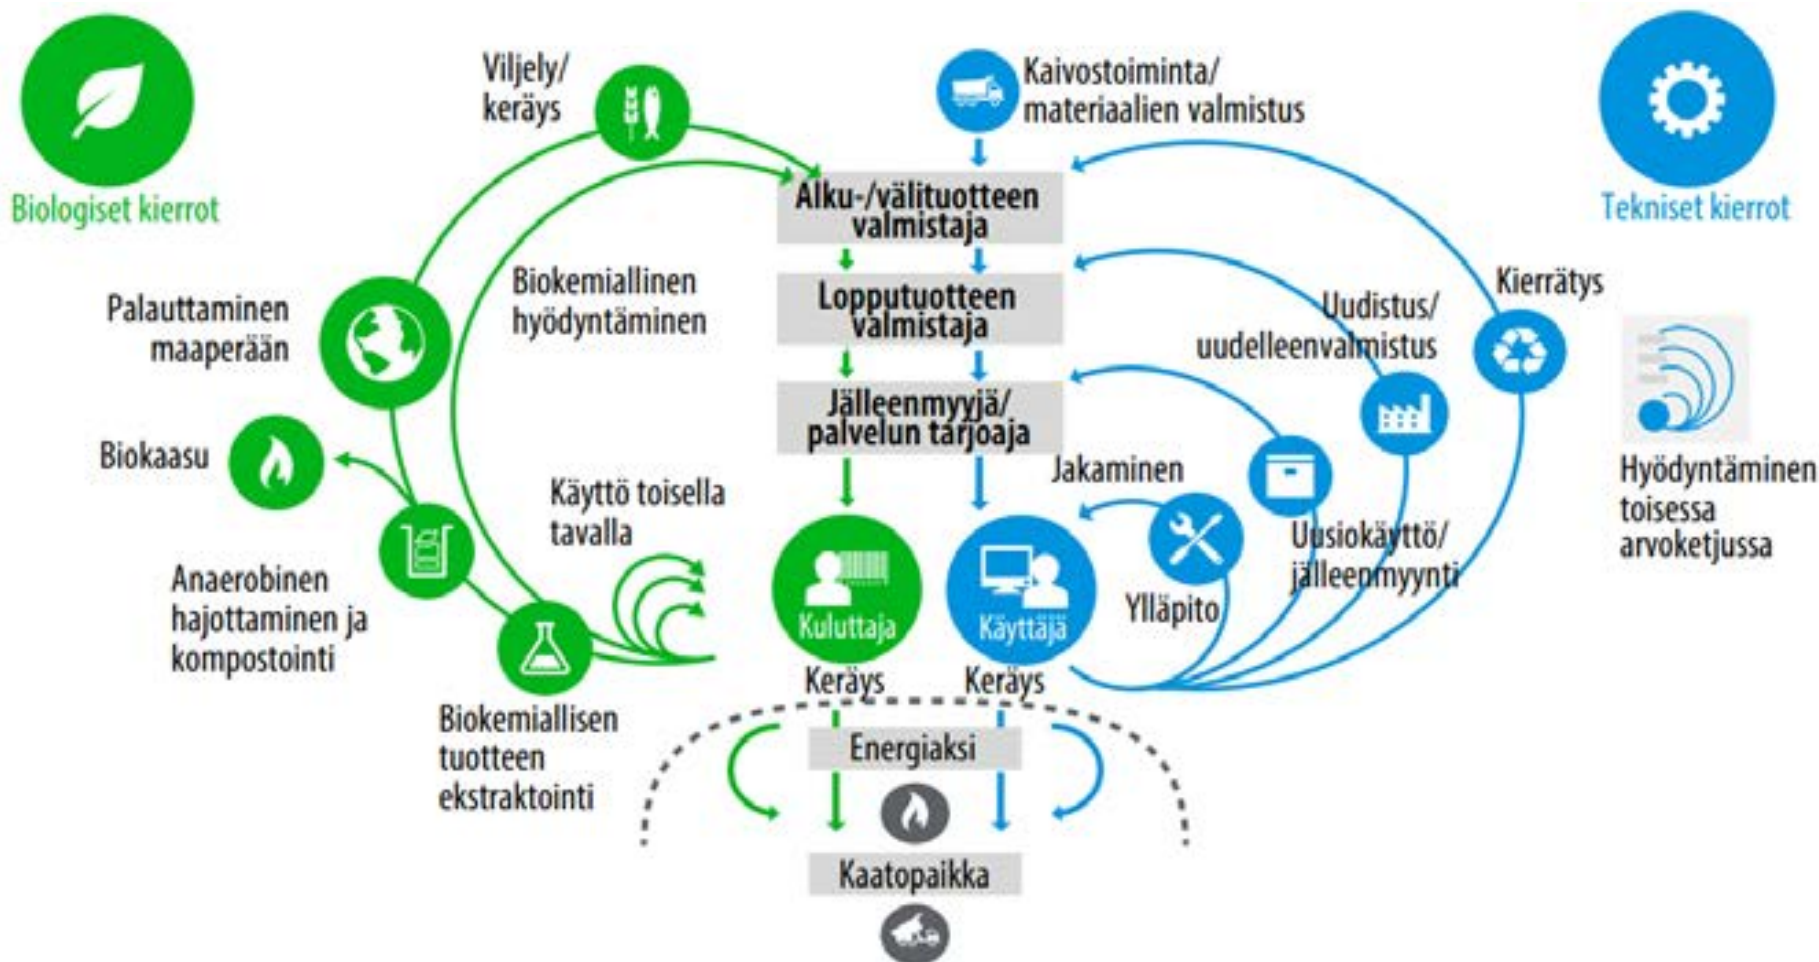 Biologiset kierrot
Viljely/
keräys
Kaivostoiminta/
materiaalien valmistus
Tekniset kierrot
Alku-/välituotteen
valmistaja
Palauttaminen
maaperään
Biokemiallinen
hyödyntäminen
Lopputuotteen
valmistaja
Uudistus/
uudelleenvalmistus
Kierrätys
Jälleenmyyjä/
palvelun tarjoaja
Biokaasu
Käyttö toisella
tavalla
Jakaminen
Hyödyntäminen
toisessa
arvoketjussa
Anaerobinen
hajottaminen ja
kompostointi
Kuluttaja
Käyttäjä
Ylläpito
Uusiokäyttö/
jälleenmyynti
Keräys
Keräys
Biokemiallisen
tuotteen
ekstraktointi
Energiaksi
Kaatopaikka